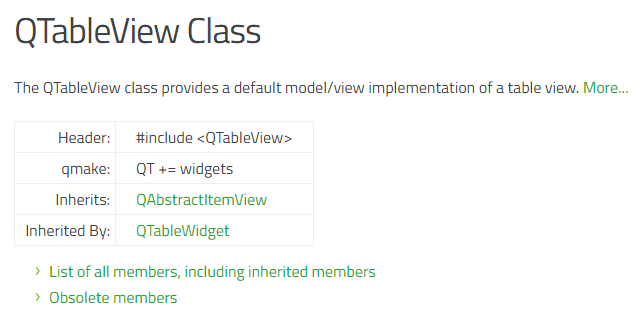 QTableView Class
The QTableView class provides a default model/view implementation of a table view. More...
Header: #include <QTableView>
qmake: QT += widgets
Inherits: QAbstractItemView
Inherited By: QTableWidget
› List of all members, including inherited members
› Obsolete members